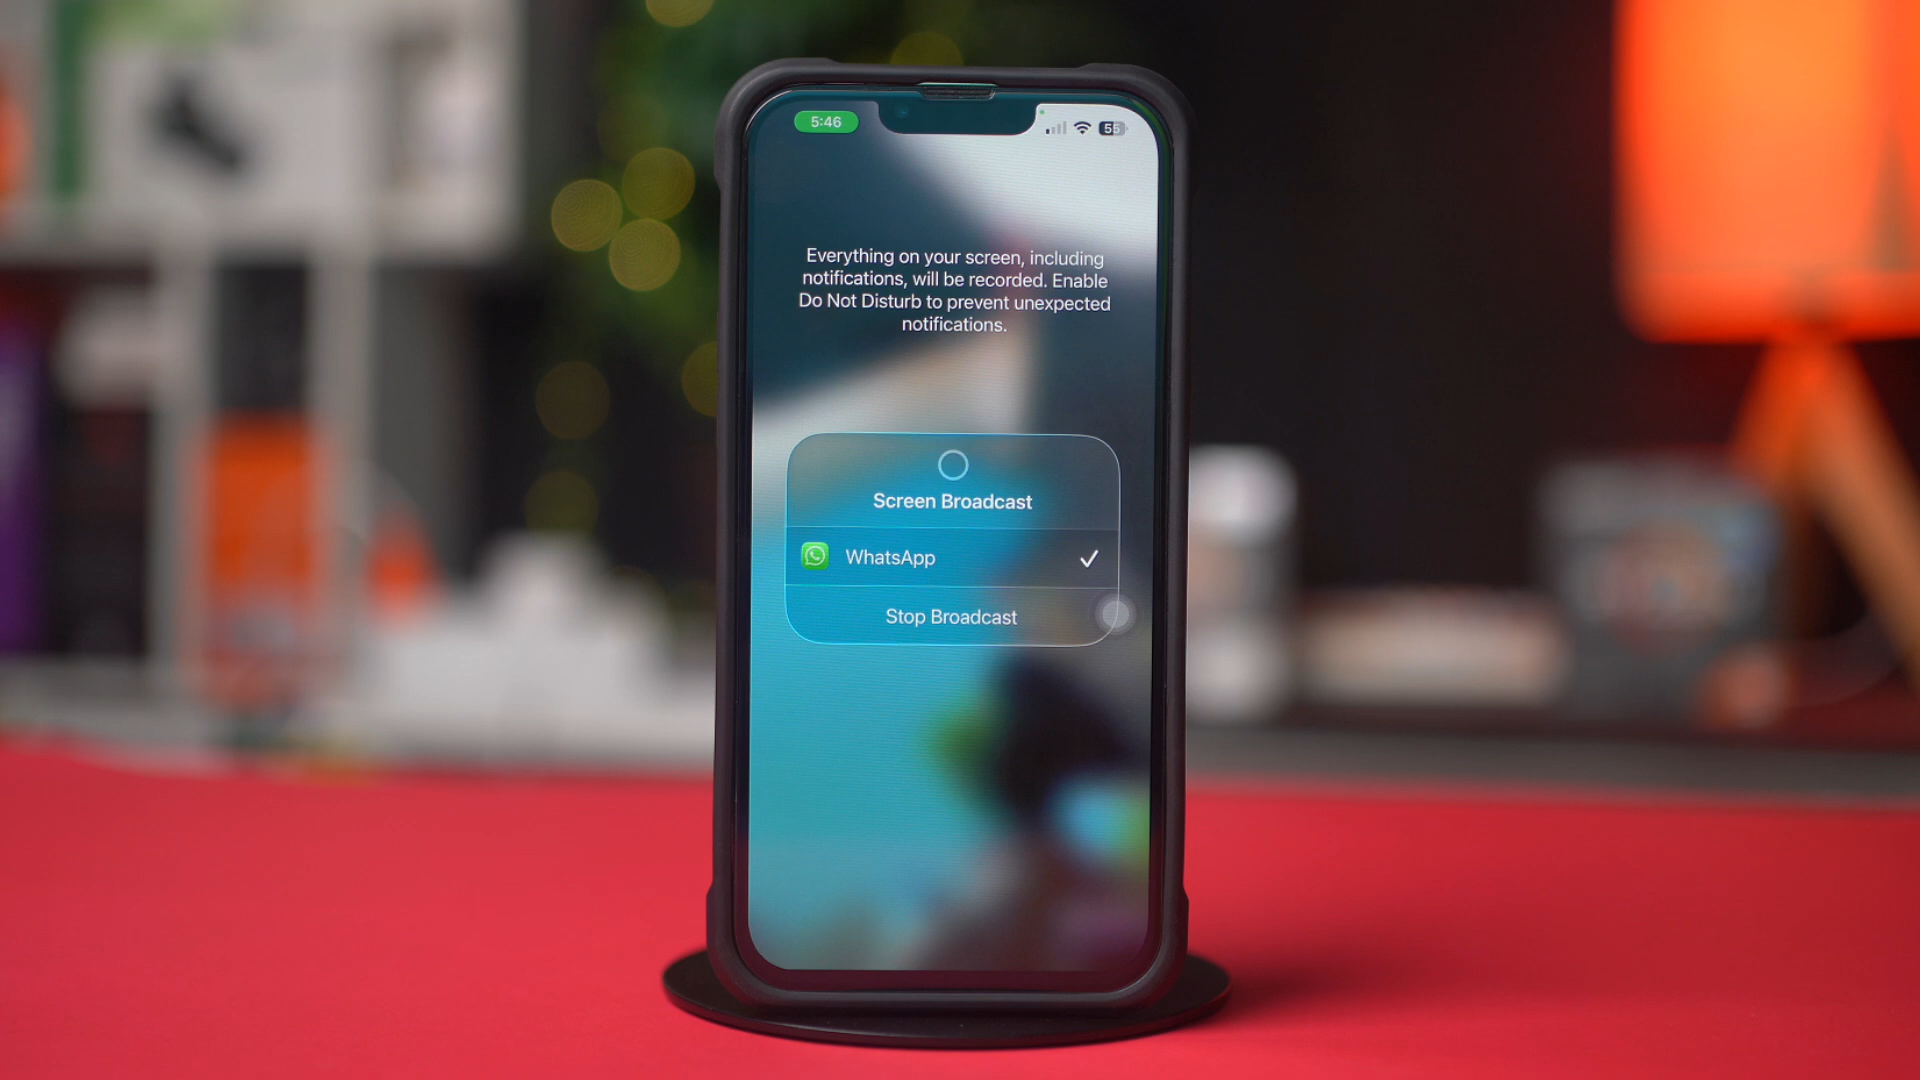 5:46
55
Everything on your screen, including
notifications, will be recorded. Enable
Do Not Disturb to prevent unexpected
notifications.
Screen Broadcast
WhatsApp
Stop Broadcast